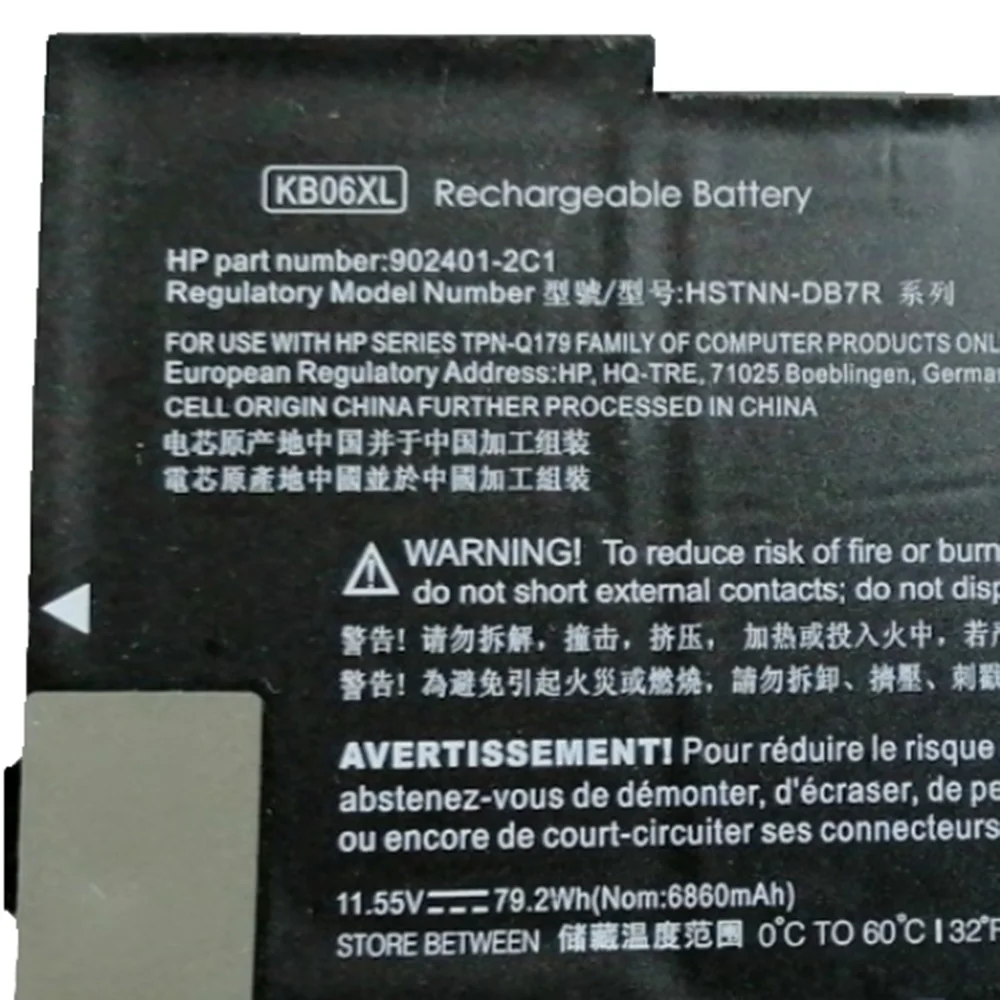 KB06XL Rechargeable Battery
HP part number:902401-2C1
Regulatory Model Number 型號/型号:HSTNN-DB7R 系列
FOR USE WITH HP SERIES TPN-Q179 FAMILY OF COMPUTER PRODUCTS ONL
European Regulatory Address:HP, HQ-TRE, 71025 Boeblingen, German
CELL ORIGIN CHINA FURTHER PROCESSED IN CHINA
电芯原产地中国并于中国加工组装
電芯原產地中國並於中國加工組裝
WARNING! To reduce risk of fire or burn
do not short external contacts; do not disp
警告! 请勿拆解，撞击，挤压， 加热或投入火中，若
警告! 為避免引起火災或燃燒，請勿拆卸、擠壓、刺
AVERTISSEMENT! Pour réduire le risque
abstenez-vous de démonter, d'écraser, de pe
ou encore de court-circuiter ses connecteurs
11.55V 79.2Wh(Nom:6860mAh)
STORE BETWEEN 储藏温度范围 0°C TO 60°C I 32°F